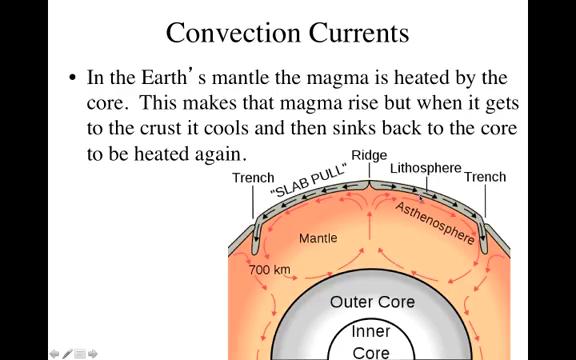 Convection Currents
• In the Earth's mantle the magma is heated by the
core. This makes that magma rise but when it gets
to the crust it cools and then sinks back to the core
to be heated again.
Ridge
Trench
"SLAB PULL"
Lithosphere
Trench
Asthenosphere
Mantle
700 km
Outer Core
Inner
Core